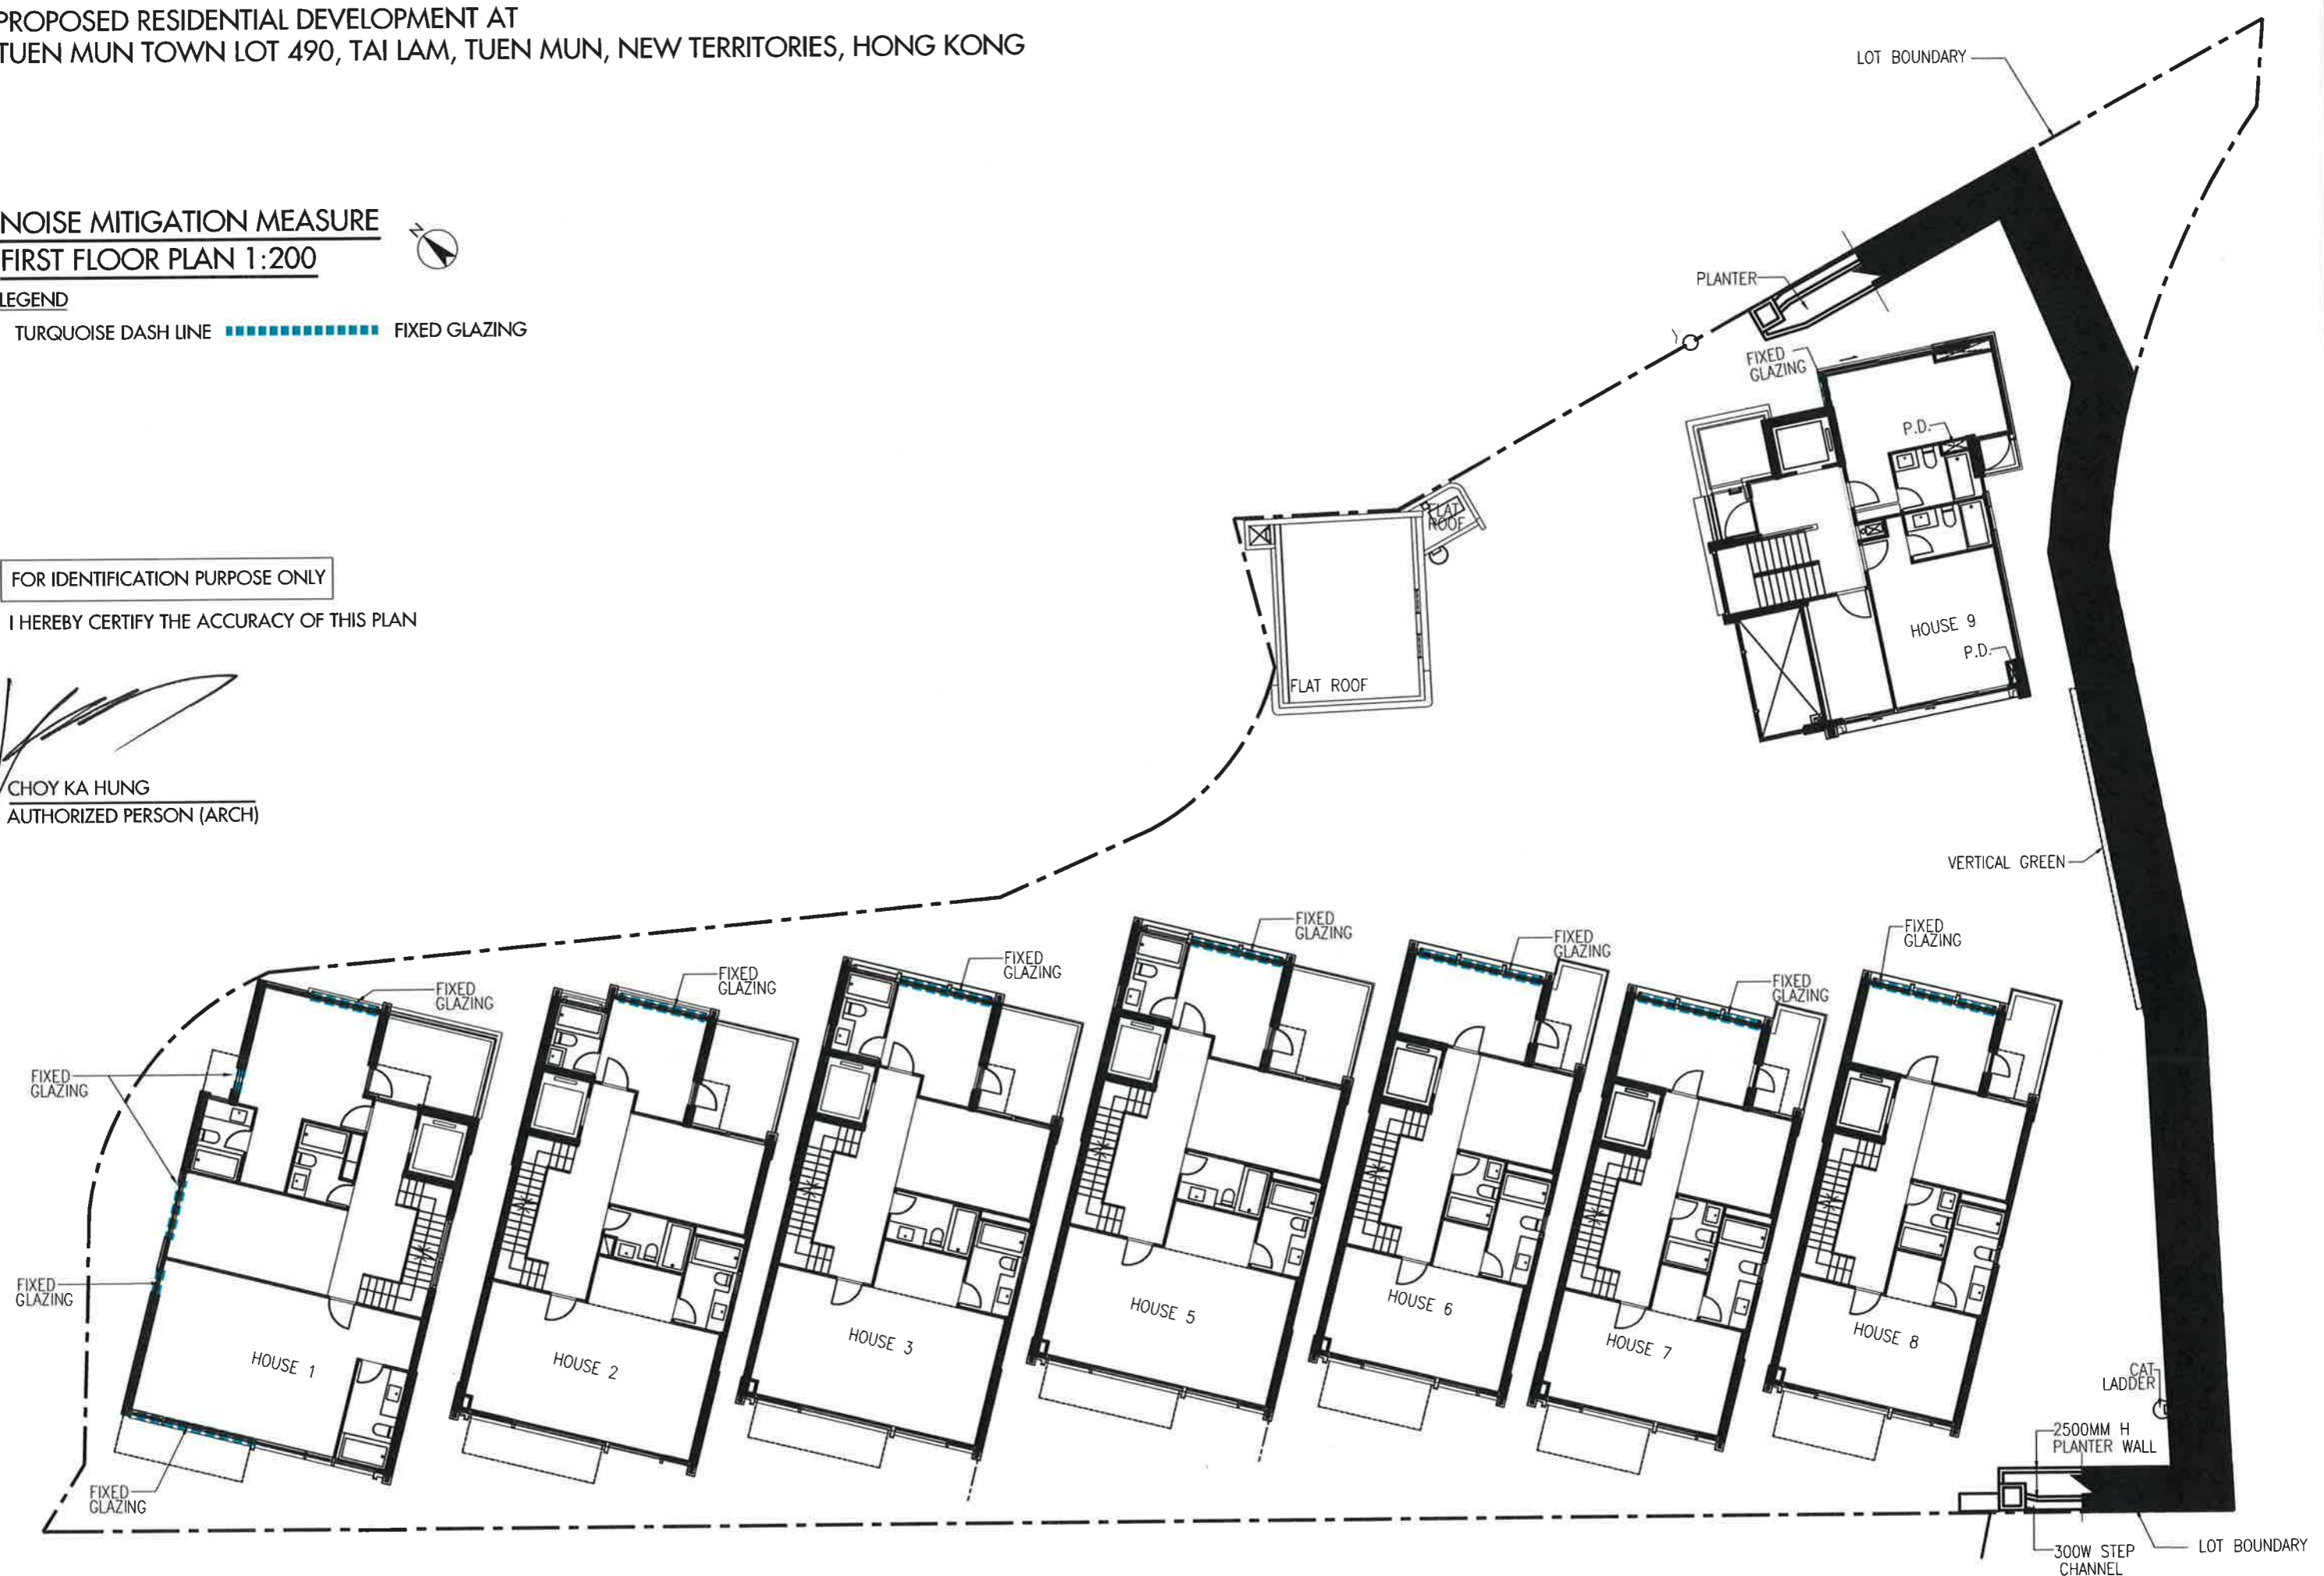 PROPOSED RESIDENTIAL DEVELOPMENT AT
TUEN MUN TOWN LOT 490, TAI LAM, TUEN MUN, NEW TERRITORIES, HONG KONG
LOT BOUNDARY
NOISE MITIGATION MEASURE
FIRST FLOOR PLAN 1:200
N
LEGEND
TURQUOISE DASH LINE
FIXED GLAZING
PLANTER
Y
FIXED
GLAZING
P.D.
FLAT
ROOF
FOR IDENTIFICATION PURPOSE ONLY
I HEREBY CERTIFY THE ACCURACY OF THIS PLAN
HOUSE 9
P.D.
FLAT ROOF
CHOY KA HUNG
AUTHORIZED PERSON (ARCH)
VERTICAL GREEN
FIXED
GLAZING
FIXED
GLAZING
FIXED
GLAZING
FIXED
GLAZING
FIXED
GLAZING
FIXED
GLAZING
FIXED
GLAZING
FIXED
GLAZING
FIXED
GLAZING
HOUSE 1
HOUSE 2
HOUSE 3
HOUSE 5
HOUSE 6
HOUSE 7
HOUSE 8
CAT
LADDER
2500MM H
PLANTER WALL
FIXED
GLAZING
300W STEP
CHANNEL
LOT BOUNDARY